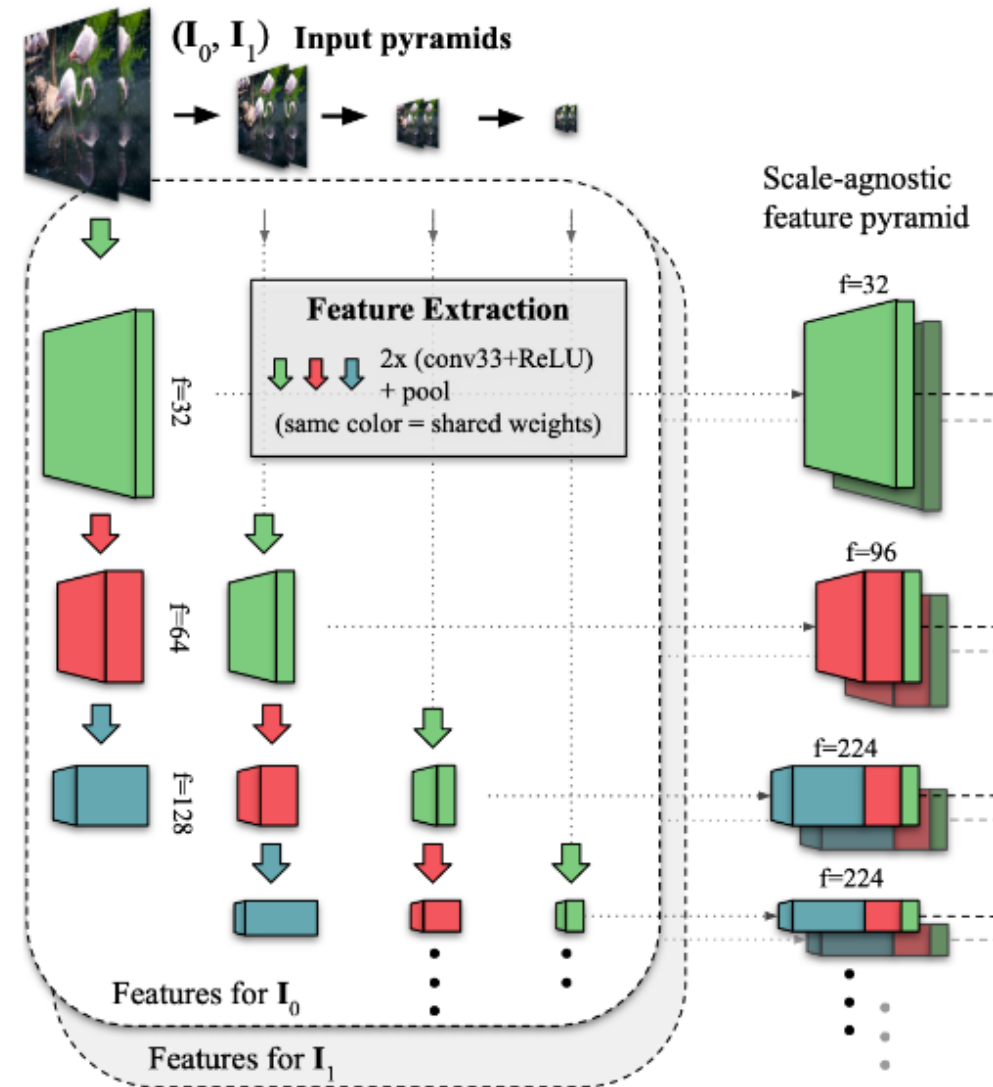 (I0, I1) Input pyramids
Scale-agnostic
feature pyramid
Feature Extraction
2x (conv33+ReLU)
+ pool
(same color = shared weights)
f=32
f=64
f=128
f=32
f=96
f=224
f=224
Features for I0
Features for I1